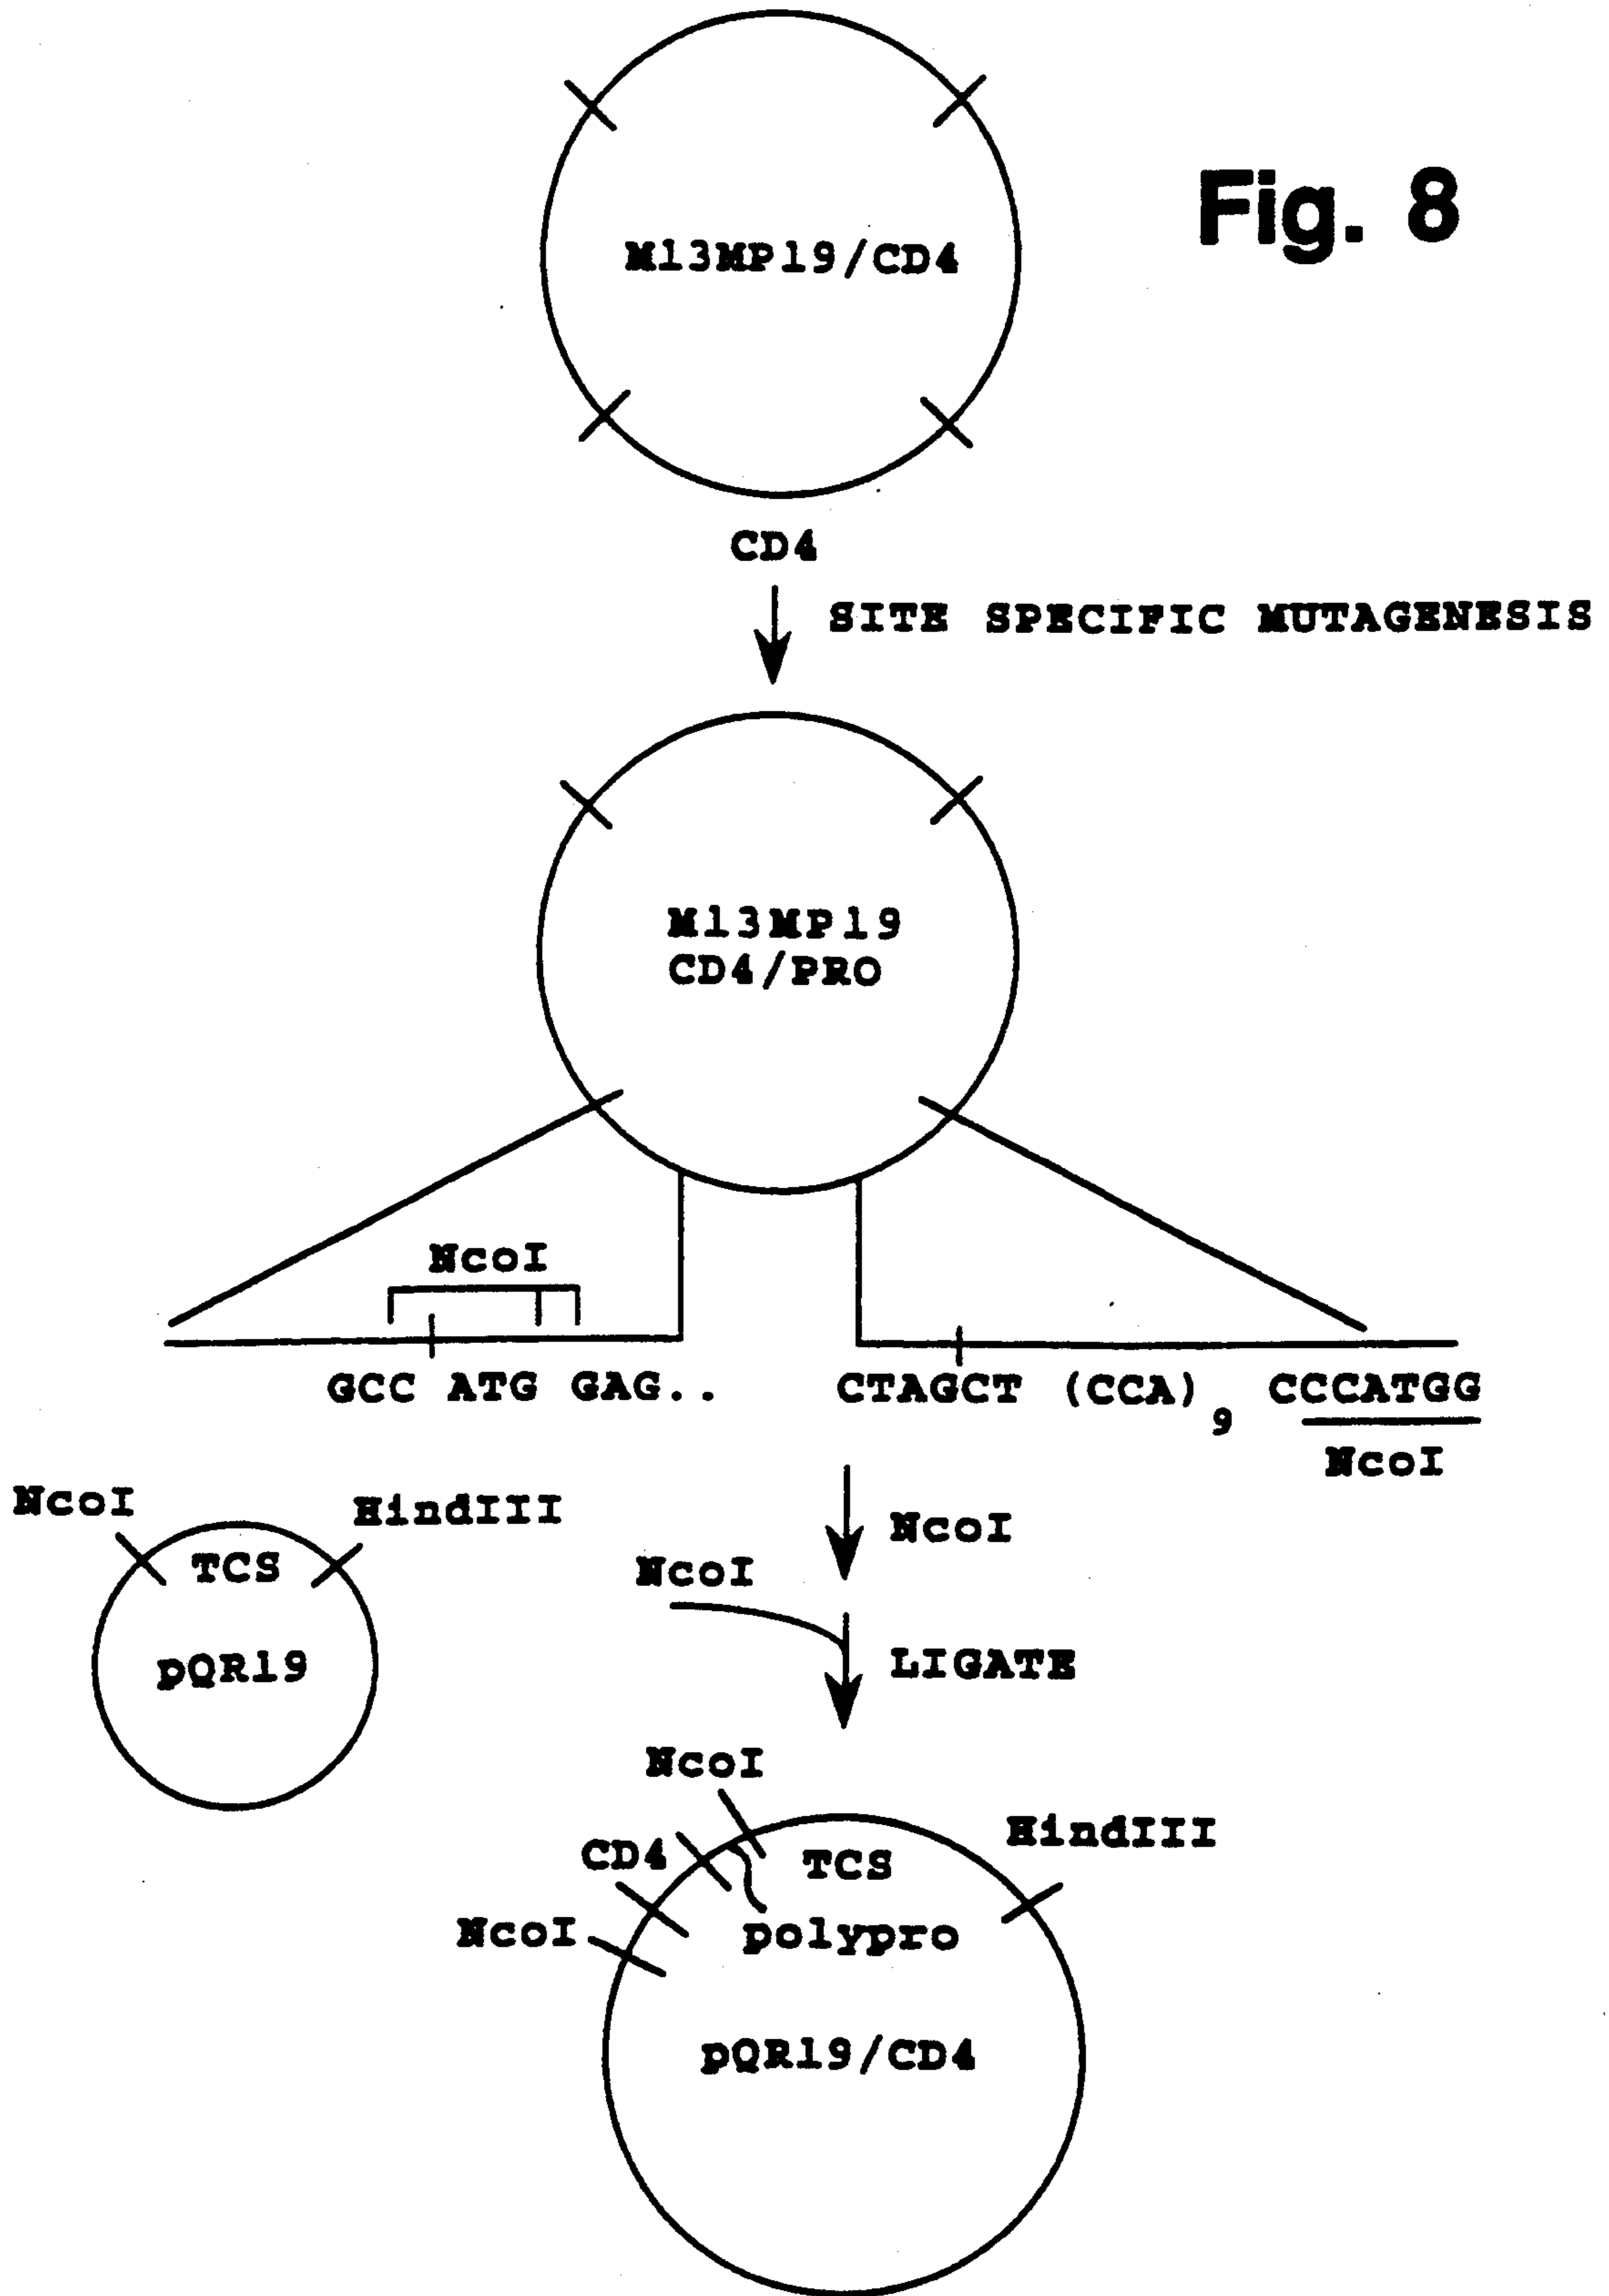 Fig. 8
M13MP19/CD4
CD4
SITE SPECIFIC MUTAGENESIS
M13MP19
CD4/PRO
NcoI
GCC ATG GAG..
CTAGCT (CCA)9 CCCATGG
NcoI
NcoI
HindIII
TCS
pQR19
NcoI
NcoI
LIGATE
NcoI
HindIII
CD4
TCS
NcoI
polypro
pQR19/CD4